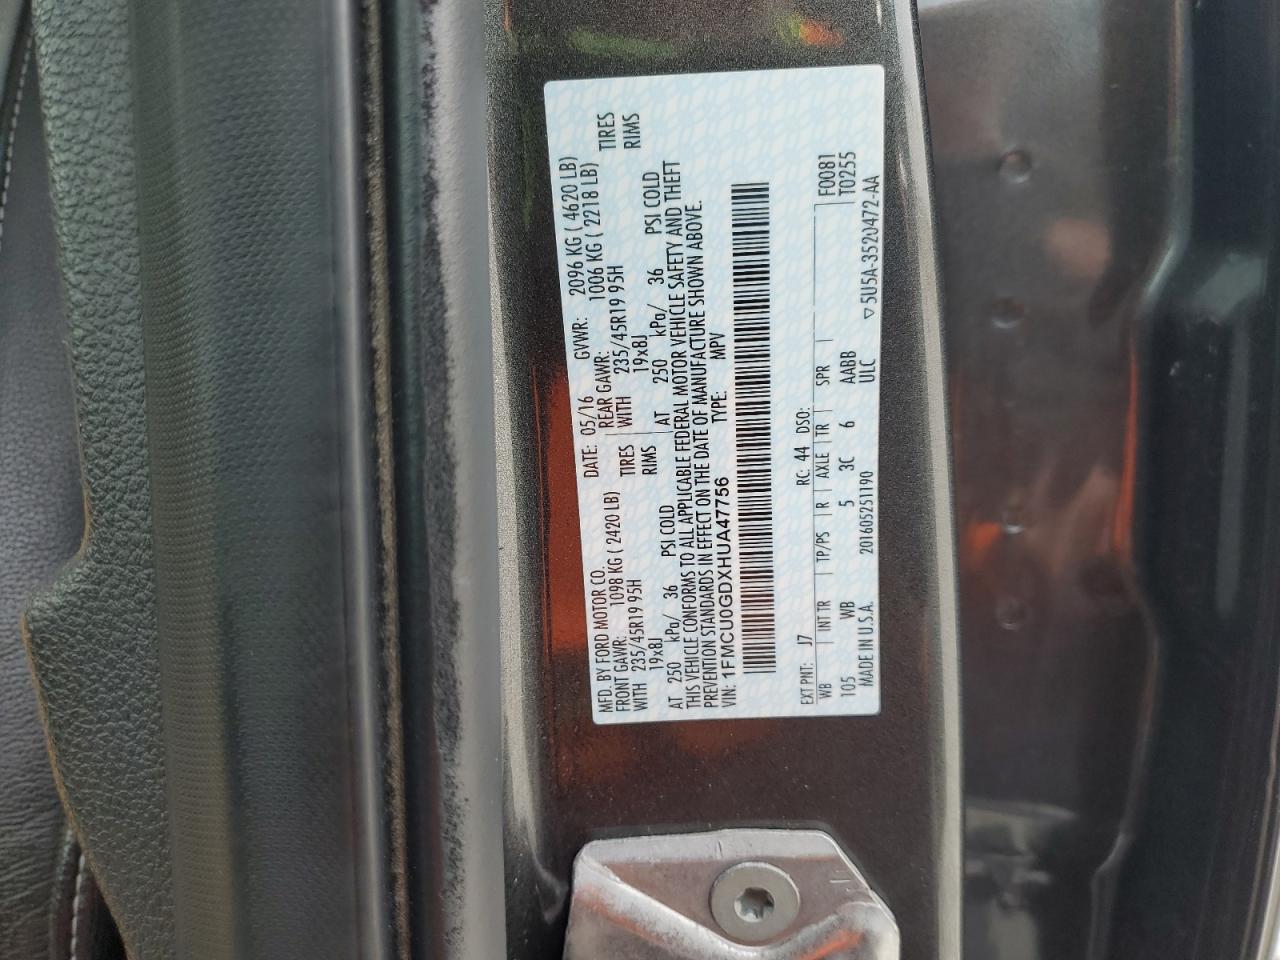 MFD. BY FORD MOTOR CO. DATE: 05/16 GVWR: 2096 KG ( 4620 LB)
FRONT GAWR: 1098 KG ( 2420 LB) REAR GAWR: 1006 KG ( 2218 LB)
WITH 235/45R19 95H TIRES WITH 235/45R19 95H TIRES
19x8J RIMS 19x8J RIMS
AT 250 kPa/ 36 PSI COLD AT 250 kPa/ 36 PSI COLD
THIS VEHICLE CONFORMS TO ALL APPLICABLE FEDERAL MOTOR VEHICLE SAFETY AND THEFT
PREVENTION STANDARDS IN EFFECT ON THE DATE OF MANUFACTURE SHOWN ABOVE.
VIN: 1FMCU0GDXHUA47756 TYPE: MPV
EXT PNT: J7 RC: 44 DSO: F0081
WB INT TR TP/PS R AXLE TR SPR T0255
105 WB 5 3C 6 AABB
MADE IN U.S.A. 201605251190 ULC ▽5U5A-3520472-AA